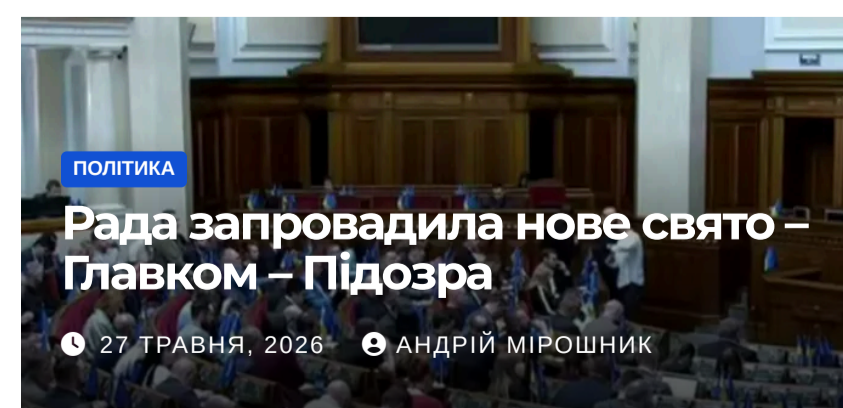 ПОЛІТИКА
Рада запровадила нове свято –
Главком – Підозра
27 ТРАВНЯ, 2026 АНДРІЙ МІРОШНИК